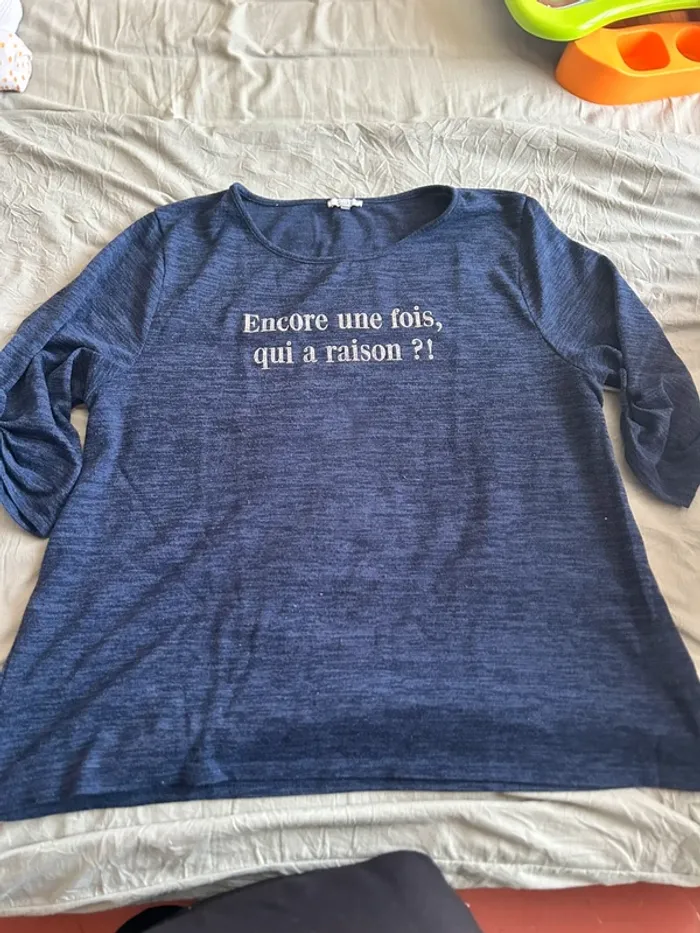 Encore une fois,
qui a raison ?!